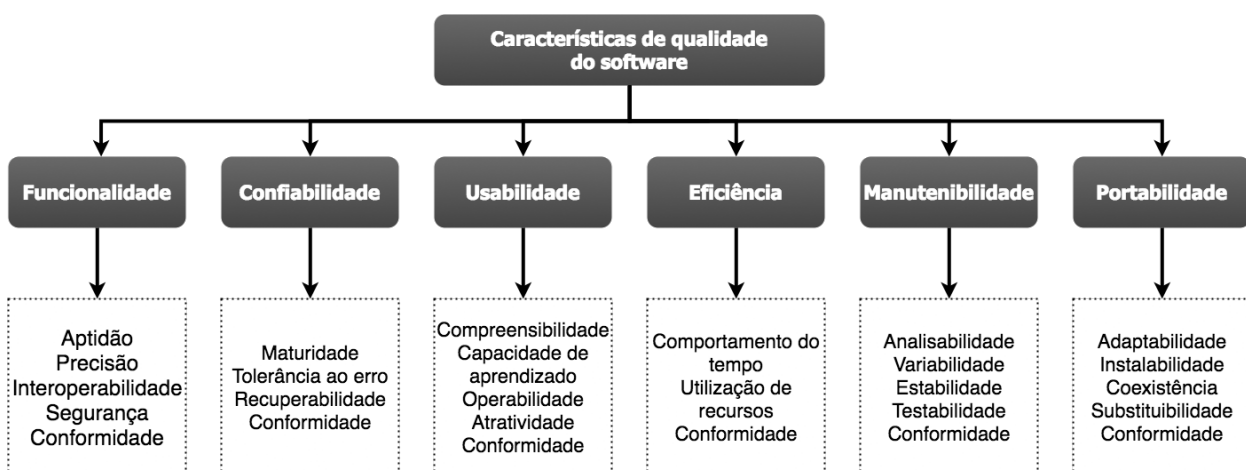 Características de qualidade
do software
Funcionalidade
Confiabilidade
Usabilidade
Eficiência
Manutenibilidade
Portabilidade
Aptidão
Precisão
Interoperabilidade
Segurança
Conformidade
Maturidade
Tolerância ao erro
Recuperabilidade
Conformidade
Compreensibilidade
Capacidade de
aprendizado
Operabilidade
Atratividade
Conformidade
Comportamento do
tempo
Utilização de
recursos
Conformidade
Analisabilidade
Variabilidade
Estabilidade
Testabilidade
Conformidade
Adaptabilidade
Instalabilidade
Coexistência
Substituibilidade
Conformidade